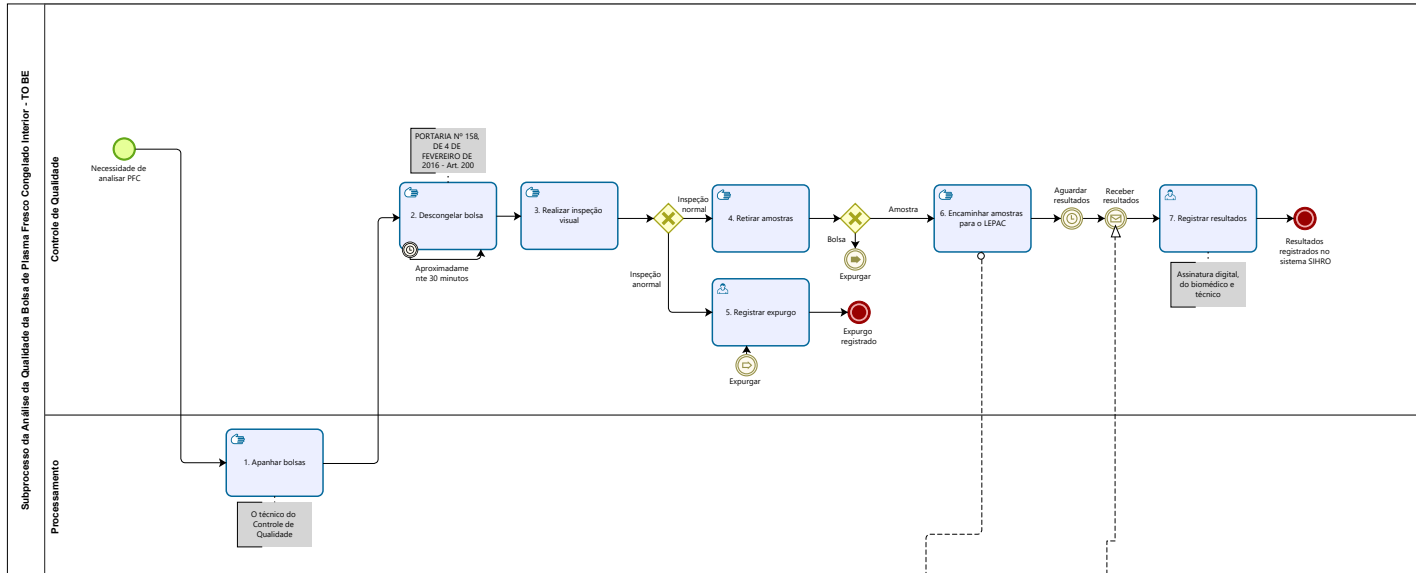 Subprocesso da Análise da Qualidade da Bolsa de Plasma Fresco Congelado Interior - TO BE
Controle de Qualidade
Necessidade de
analisar PFC
PORTARIA Nº 158,
DE 4 DE
FEVEREIRO DE
2016 - Art. 200
2. Descongelar bolsa
Aproximadame
nte 30 minutos
3. Realizar inspeção
visual
Inspeção
normal
Inspeção
anormal
4. Retirar amostras
Amostra
Bolsa
Expurgar
5. Registrar expurgo
Expurgo
registrado
Expurgar
6. Encaminhar amostras
para o LEPAC
Aguardar
resultados
Receber
resultados
7. Registrar resultados
Assinatura digital,
do biomédico e
técnico
Resultados
registrados no
sistema SIHRO
Processamento
1. Apanhar bolsas
O técnico do
Controle de
Qualidade